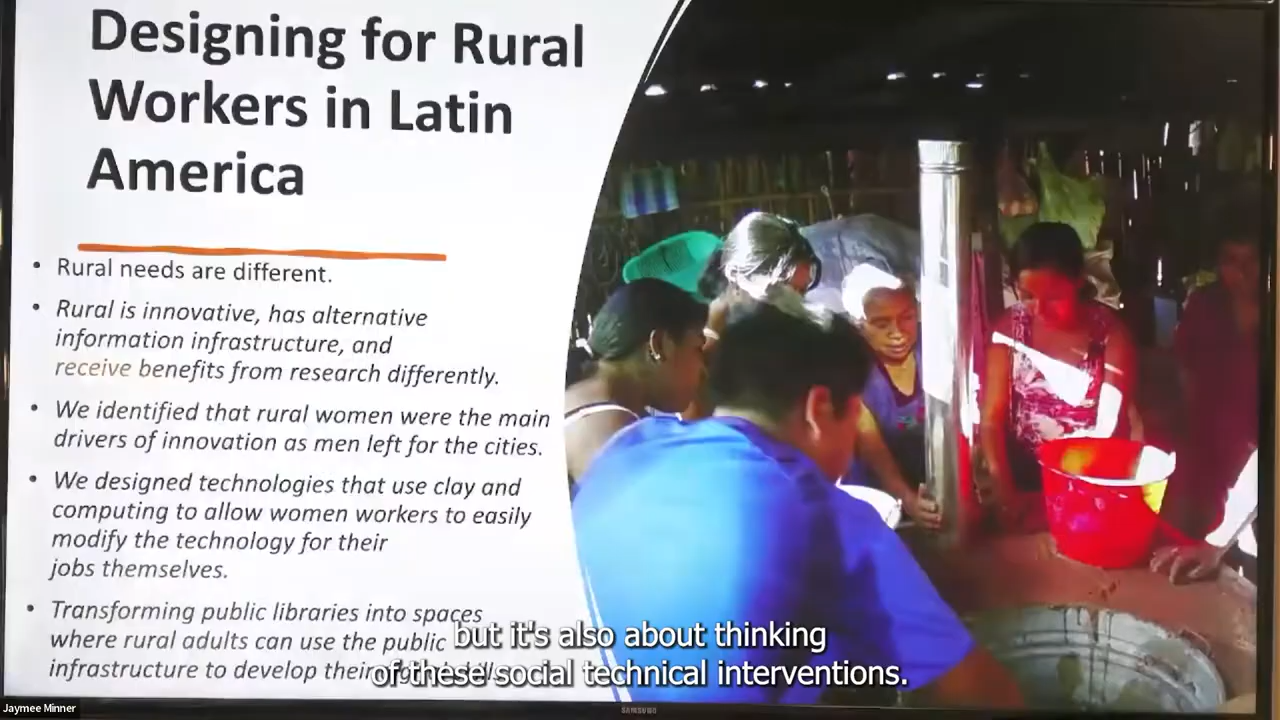 Designing for Rural
Workers in Latin
America
• Rural needs are different.
• Rural is innovative, has alternative
information infrastructure, and
receive benefits from research differently.
• We identified that rural women were the main
drivers of innovation as men left for the cities.
• We designed technologies that use clay and
computing to allow women workers to easily
modify the technology for their
jobs themselves.
• Transforming public libraries into spaces
where rural adults can use the public
infrastructure to develop their
but it's also about thinking
of these social technical interventions.
Jaymee Minner
SAMSUNG